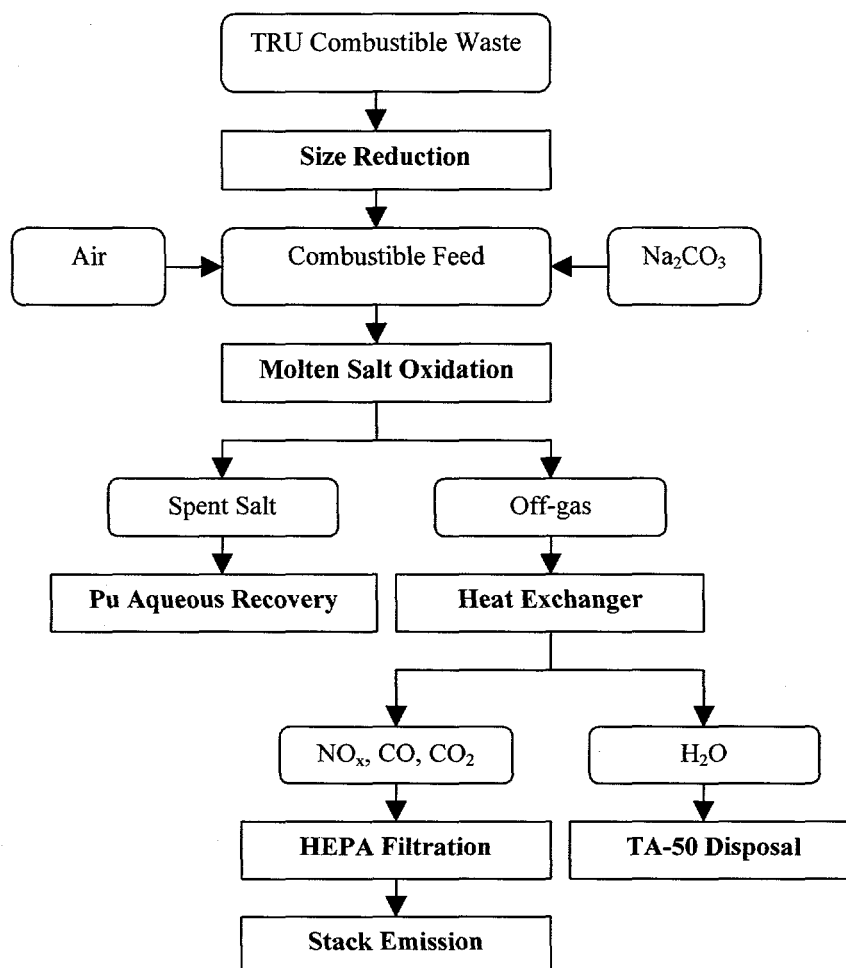 TRU Combustible Waste
Size Reduction
Air
Combustible Feed
Na₂CO₃
Molten Salt Oxidation
Spent Salt
Off-gas
Pu Aqueous Recovery
Heat Exchanger
NOₓ, CO, CO₂
H₂O
HEPA Filtration
TA-50 Disposal
Stack Emission